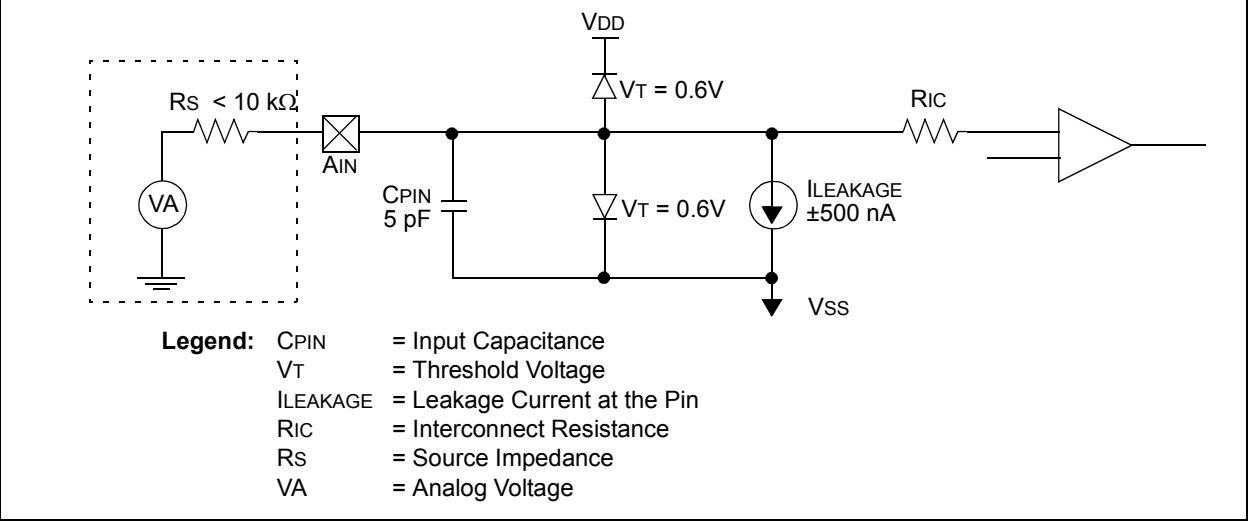 VDD
VT = 0.6V
RS < 10 kΩ
RIC
AIN
CPIN
5 pF
VA
VT = 0.6V
ILEAKAGE
±500 nA
VSS
Legend: CPIN = Input Capacitance
VT = Threshold Voltage
ILEAKAGE = Leakage Current at the Pin
RIC = Interconnect Resistance
RS = Source Impedance
VA = Analog Voltage